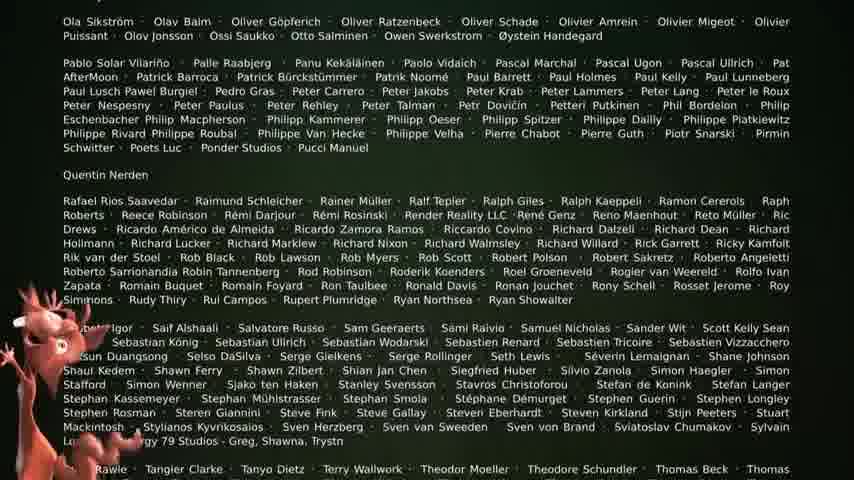 Ola Sikström · Olav Balm · Oliver Göpferich · Oliver Ratzenbeck · Oliver Schade · Olivier Amrein · Olivier Migeot · Olivier
Puissant · Olov Jonsson · Ossi Saukko · Otto Salminen · Owen Swerkstrom · Øystein Handegard
Pablo Solar Vilariño · Palle Raabjerg · Panu Kekäläinen · Paolo Vidaich · Pascal Marchal · Pascal Ugon · Pascal Ullrich · Pat
AfterMoon · Patrick Barroca · Patrick Bürckstümmer · Patrik Noomé · Paul Barrett · Paul Holmes · Paul Kelly · Paul Lunneberg
Paul Lusch Pawel Burgiel · Pedro Gras · Peter Carrero · Peter Jakobs · Peter Krab · Peter Lammers · Peter Lang · Peter le Roux
Peter Nespesny · Peter Paulus · Peter Rehley · Peter Talman · Petr Dovičín · Petteri Putkinen · Phil Bordelon · Philip
Eschenbacher Philip Macpherson · Philipp Kammerer · Philipp Oeser · Philipp Spitzer · Philippe Dailly · Philippe Piatkiewitz
Philippe Rivard Philippe Roubal · Philippe Van Hecke · Philippe Velha · Pierre Chabot · Pierre Guth · Piotr Snarski · Pirmin
Schwitter · Poets Luc · Ponder Studios · Pucci Manuel
Quentin Nerden
Rafael Rios Saavedar · Raimund Schleicher · Rainer Müller · Ralf Tepler · Ralph Giles · Ralph Kaeppeli · Ramon Cererols · Raph
Roberts · Reece Robinson · Rémi Darjour · Rémi Rosinski · Render Reality LLC · René Genz · Reno Maenhout · Reto Müller · Ric
Drews · Ricardo Américo de Almeida · Ricardo Zamora Ramos · Riccardo Covino · Richard Dalzell · Richard Dean · Richard
Hollmann · Richard Lucker · Richard Marklew · Richard Nixon · Richard Walmsley · Richard Willard · Rick Garrett · Ricky Kamfolt
Rik van der Stoel · Rob Black · Rob Lawson · Rob Myers · Rob Scott · Robert Polson · Robert Sakretz · Roberto Angeletti
Roberto Sarrionandia Robin Tannenberg · Rod Robinson · Roderik Koenders · Roel Groeneveld · Rogier van Weereld · Rolfo Ivan
Zapata · Romain Buquet · Romain Foyard · Ron Taulbee · Ronald Davis · Ronan Jouchet · Rony Schell · Rosset Jerome · Roy
Simmons · Rudy Thiry · Rui Campos · Rupert Plumridge · Ryan Northsea · Ryan Showalter
Igor · Saif Alshaali · Salvatore Russo · Sam Geeraerts · Sami Raivio · Samuel Nicholas · Sander Wit · Scott Kelly Sean
Sebastian König · Sebastian Ullrich · Sebastian Wodarski · Sebastien Renard · Sébastien Tricoire · Sebastien Vizzacchero
Duangsong · Selso DaSilva · Serge Gielkens · Serge Rollinger · Seth Lewis · Séverin Lemaignan · Shane Johnson
Shaul Kedem · Shawn Ferry · Shawn Zilbert · Shian Jan Chen · Siegfried Huber · Silvio Zanola · Simon Haegler · Simon
Stafford · Simon Wenner · Sjako ten Haken · Stanley Svensson · Stavros Christoforou · Stefan de Konink · Stefan Langer
Stephan Kassemeyer · Stephan Mühlstrasser · Stephan Smola · Stéphane Démurget · Stephen Guerin · Stephen Longley
Stephen Rosman · Steren Giannini · Steve Fink · Steve Gallay · Steven Eberhardt · Steven Kirkland · Stijn Peeters · Stuart
Mackintosh · Stylianos Kyvrikosaios · Sven Herzberg · Sven van Sweeden · Sven von Brand · Sviatoslav Chumakov · Sylvain
79 Studios - Greg, Shawna, Trystn
Rawle · Tangier Clarke · Tanyo Dietz · Terry Wallwork · Theodor Moeller · Theodore Schundler · Thomas Beck · Thomas